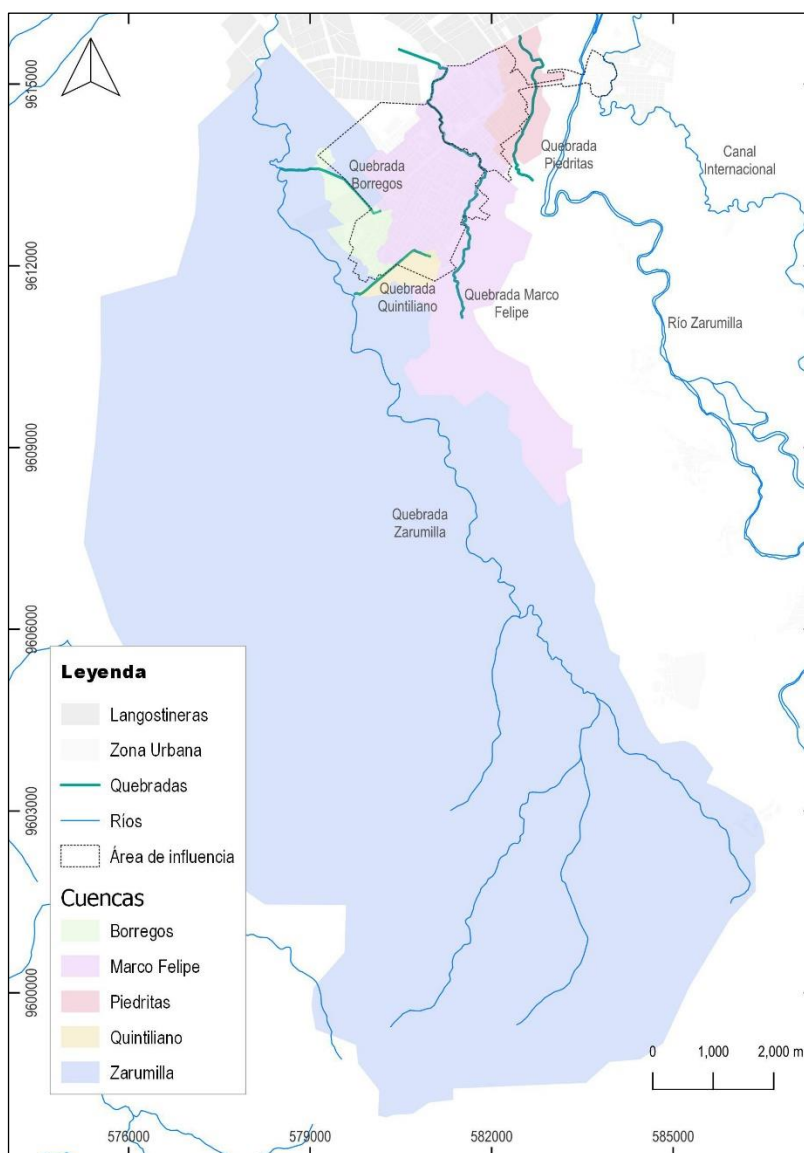 9615000
9612000
9609000
9606000
9603000
9600000
Quebrada
Borregos
Quebrada
Piedritas
Canal
Internacional
Quebrada
Quintiliano
Quebrada Marco
Felipe
Río Zarumilla
Quebrada
Zarumilla
Leyenda
Langostineras
Zona Urbana
Quebradas
Ríos
Área de influencia
Cuencas
Borregos
Marco Felipe
Piedritas
Quintiliano
Zarumilla
0 1,000 2,000 m
576000 579000 582000 585000